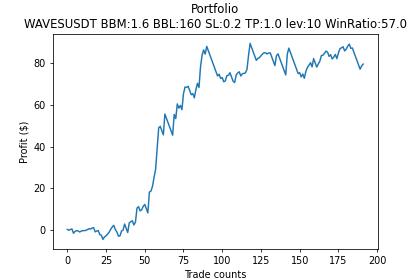 Portfolio
WAVESUSDT BBM:1.6 BBL:160 SL:0.2 TP:1.0 lev:10 WinRatio:57.0
Profit ($)
80
60
40
20
0
0 25 50 75 100 125 150 175 200
Trade counts